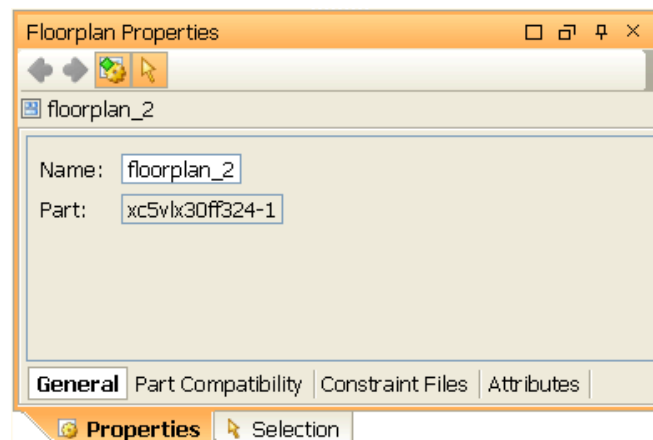 Floorplan Properties
floorplan_2
Name: floorplan_2
Part: xc5vlx30ff324-1
General Part Compatibility Constraint Files Attributes
Properties Selection